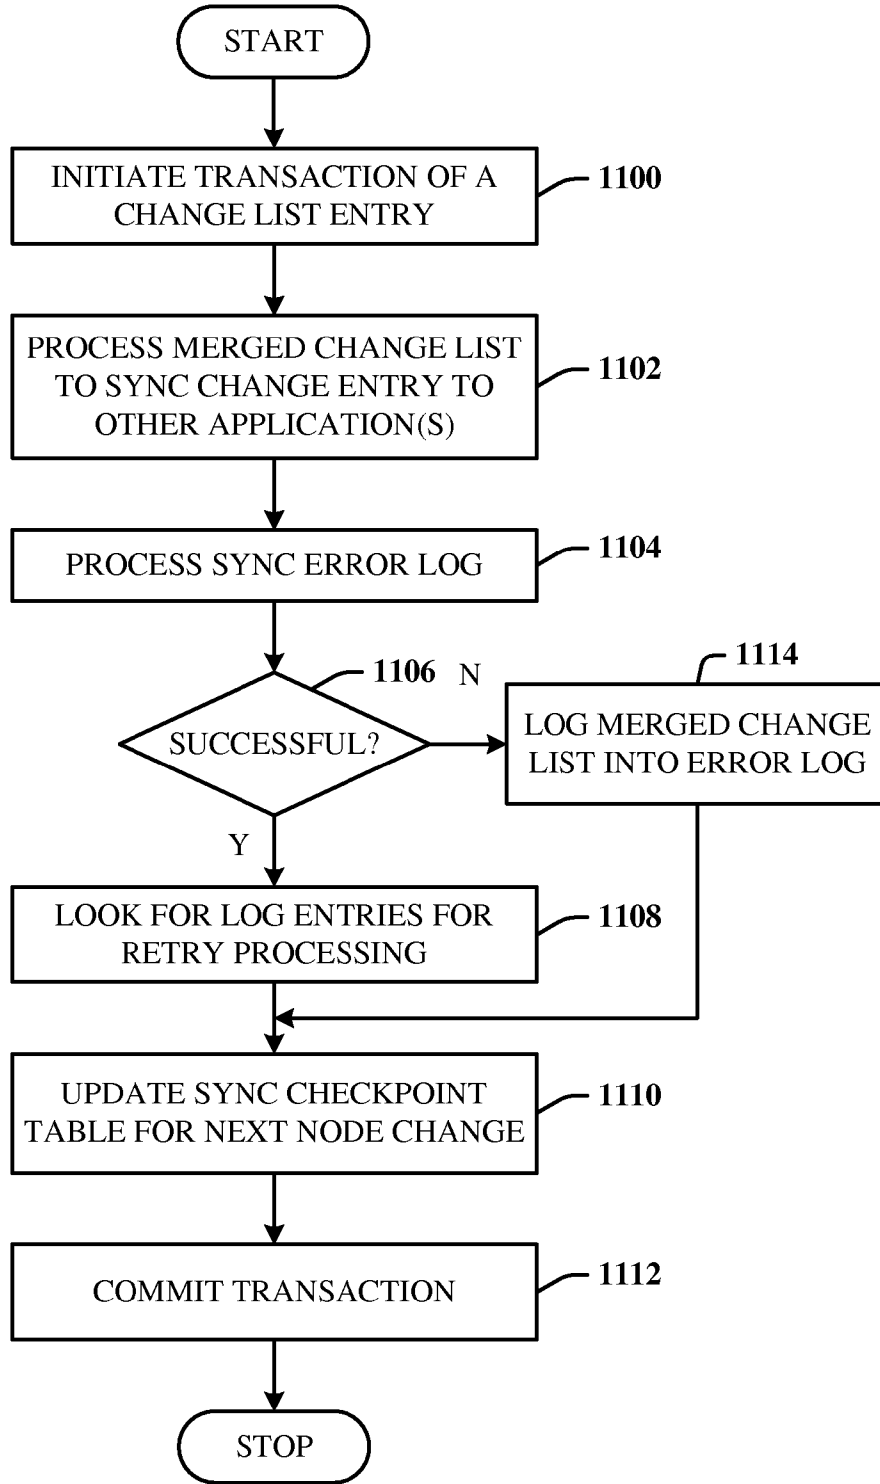 START
INITIATE TRANSACTION OF A
CHANGE LIST ENTRY
1100
PROCESS MERGED CHANGE LIST
TO SYNC CHANGE ENTRY TO
OTHER APPLICATION(S)
1102
PROCESS SYNC ERROR LOG
1104
SUCCESSFUL?
1106
N
1114
LOG MERGED CHANGE
LIST INTO ERROR LOG
Y
LOOK FOR LOG ENTRIES FOR
RETRY PROCESSING
1108
UPDATE SYNC CHECKPOINT
TABLE FOR NEXT NODE CHANGE
1110
COMMIT TRANSACTION
1112
STOP